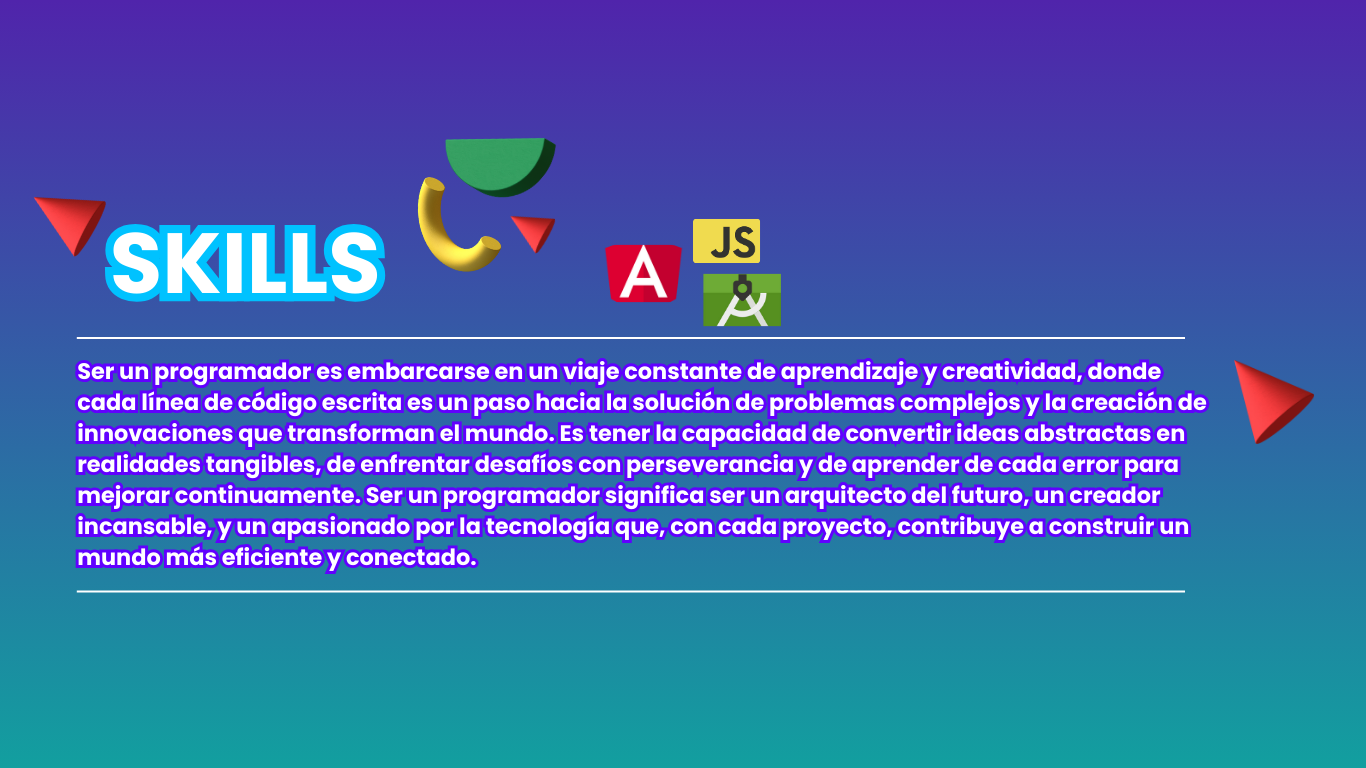 SKILLS
A
JS
Ser un programador es embarcarse en un viaje constante de aprendizaje y creatividad, donde
cada línea de código escrita es un paso hacia la solución de problemas complejos y la creación de
innovaciones que transforman el mundo. Es tener la capacidad de convertir ideas abstractas en
realidades tangibles, de enfrentar desafíos con perseverancia y de aprender de cada error para
mejorar continuamente. Ser un programador significa ser un arquitecto del futuro, un creador
incansable, y un apasionado por la tecnología que, con cada proyecto, contribuye a construir un
mundo más eficiente y conectado.